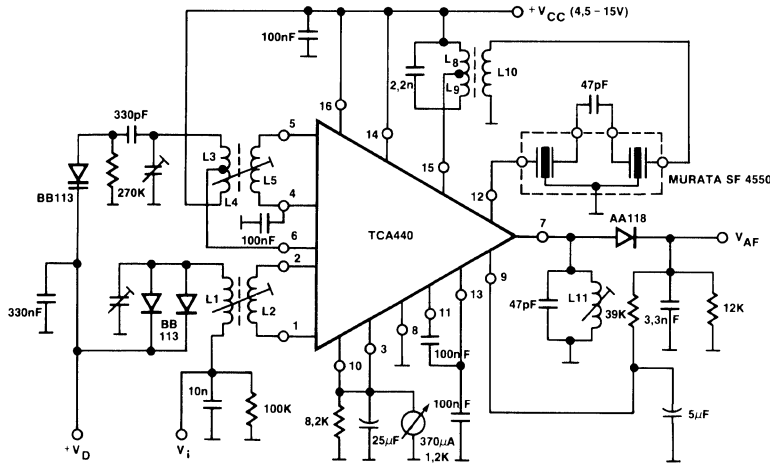 + VCC (4,5 – 15V)
100nF
L8
L9
L10
2,2n
47pF
330pF
16
14
15
12
MURATA SF 4550
5
L3
L4
L5
4
BB113
270K
100nF
6
TCA440
7
AA118
VAF
2
9
330nF
BB
113
L1
L2
1
13
11
8
3
10
47pF
L11
39K
3,3nF
12K
100nF
10n
100K
8,2K
25µF
370µA
1,2K
100nF
5µF
+VD
Vi